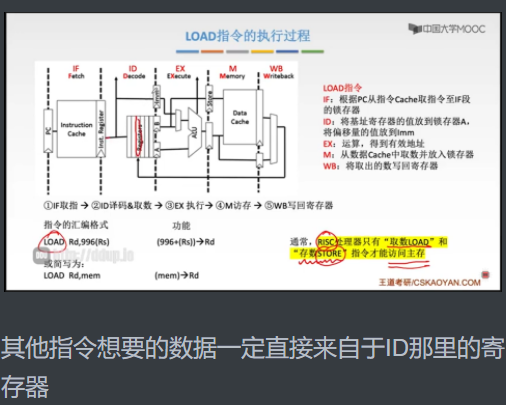 LOAD指令的执行过程
中国大学MOOC
IF
Fetch
ID
Decode
EX
EXecute
M
Memory
WB
Writeback
PC
Instruction
Cache
Inst. Register
Registers
Imm
A
B
ALU
Store
Data
Cache
LOAD指令
IF：根据PC从指令Cache取指令至IF段
的锁存器
ID：将基址寄存器的值放到锁存器A，
将偏移量的值放到Imm
EX：运算，得到有效地址
M：从数据Cache中取数并放入锁存器
WB：将取出的数写回寄存器
①IF取指 → ②ID译码&取数 → ③EX 执行→ ④M访存 → ⑤WB写回寄存器
指令的汇编格式 功能
LOAD Rd,996(Rs) (996+(Rs))→Rd
或简写为：
LOAD Rd,mem (mem)→Rd
通常，RISC处理器只有“取数LOAD”和
“存数STORE”指令才能访问主存
王道考研/CSKAOYAN.COM
其他指令想要的数据一定直接来自于ID那里的寄
存器